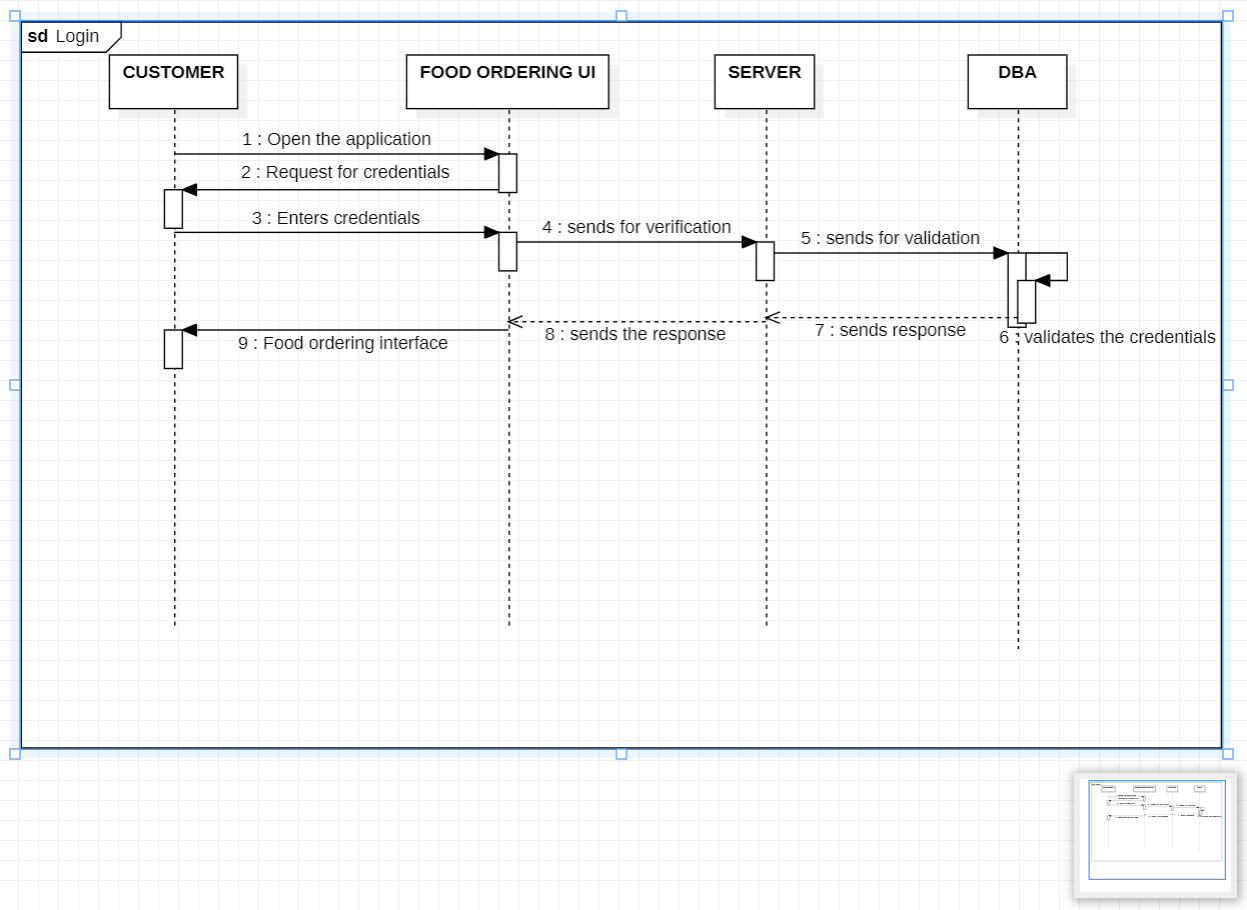 sd Login
CUSTOMER
FOOD ORDERING UI
SERVER
DBA
1 : Open the application
2 : Request for credentials
3 : Enters credentials
4 : sends for verification
5 : sends for validation
6 : validates the credentials
7 : sends response
8 : sends the response
9 : Food ordering interface